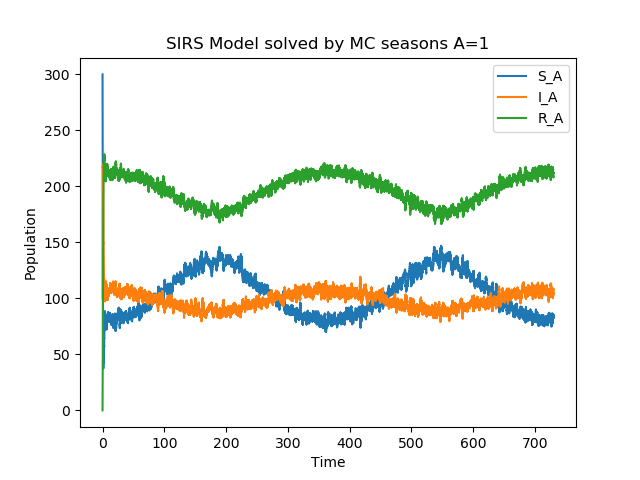 SIRS Model solved by MC seasons A=1
300
250
200
150
100
50
0
Population
S_A
I_A
R_A
0 100 200 300 400 500 600 700
Time